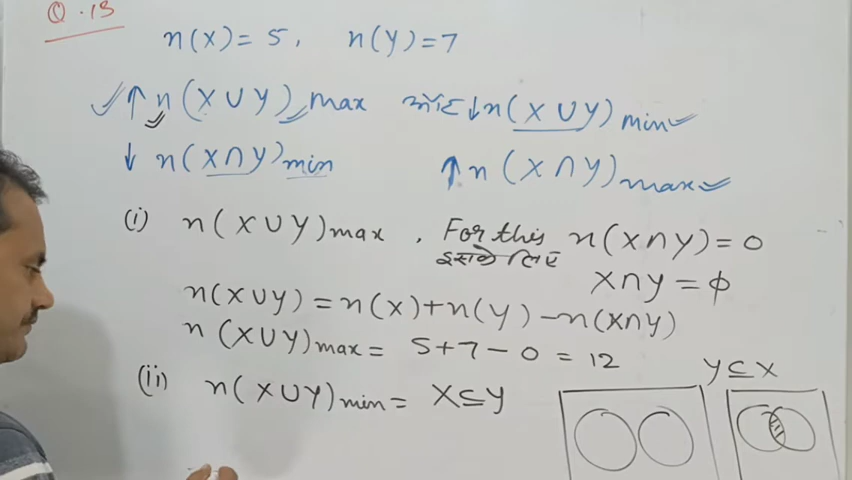 Q.13
n(X) = 5, n(Y) = 7
✓ ↑ n(X ∪ Y) max और ↓ n(X ∪ Y) min ✓
↓ n(X ∩ Y) min ↑ n(X ∩ Y) max ✓
(i) n(X ∪ Y) max , For this n(X ∩ Y) = 0
इसके लिए X ∩ Y = ϕ
n(X ∪ Y) = n(X) + n(Y) - n(X ∩ Y)
n(X ∪ Y) max = 5 + 7 - 0 = 12
Y ⊆ X
(ii) n(X ∪ Y) min = X ⊆ Y